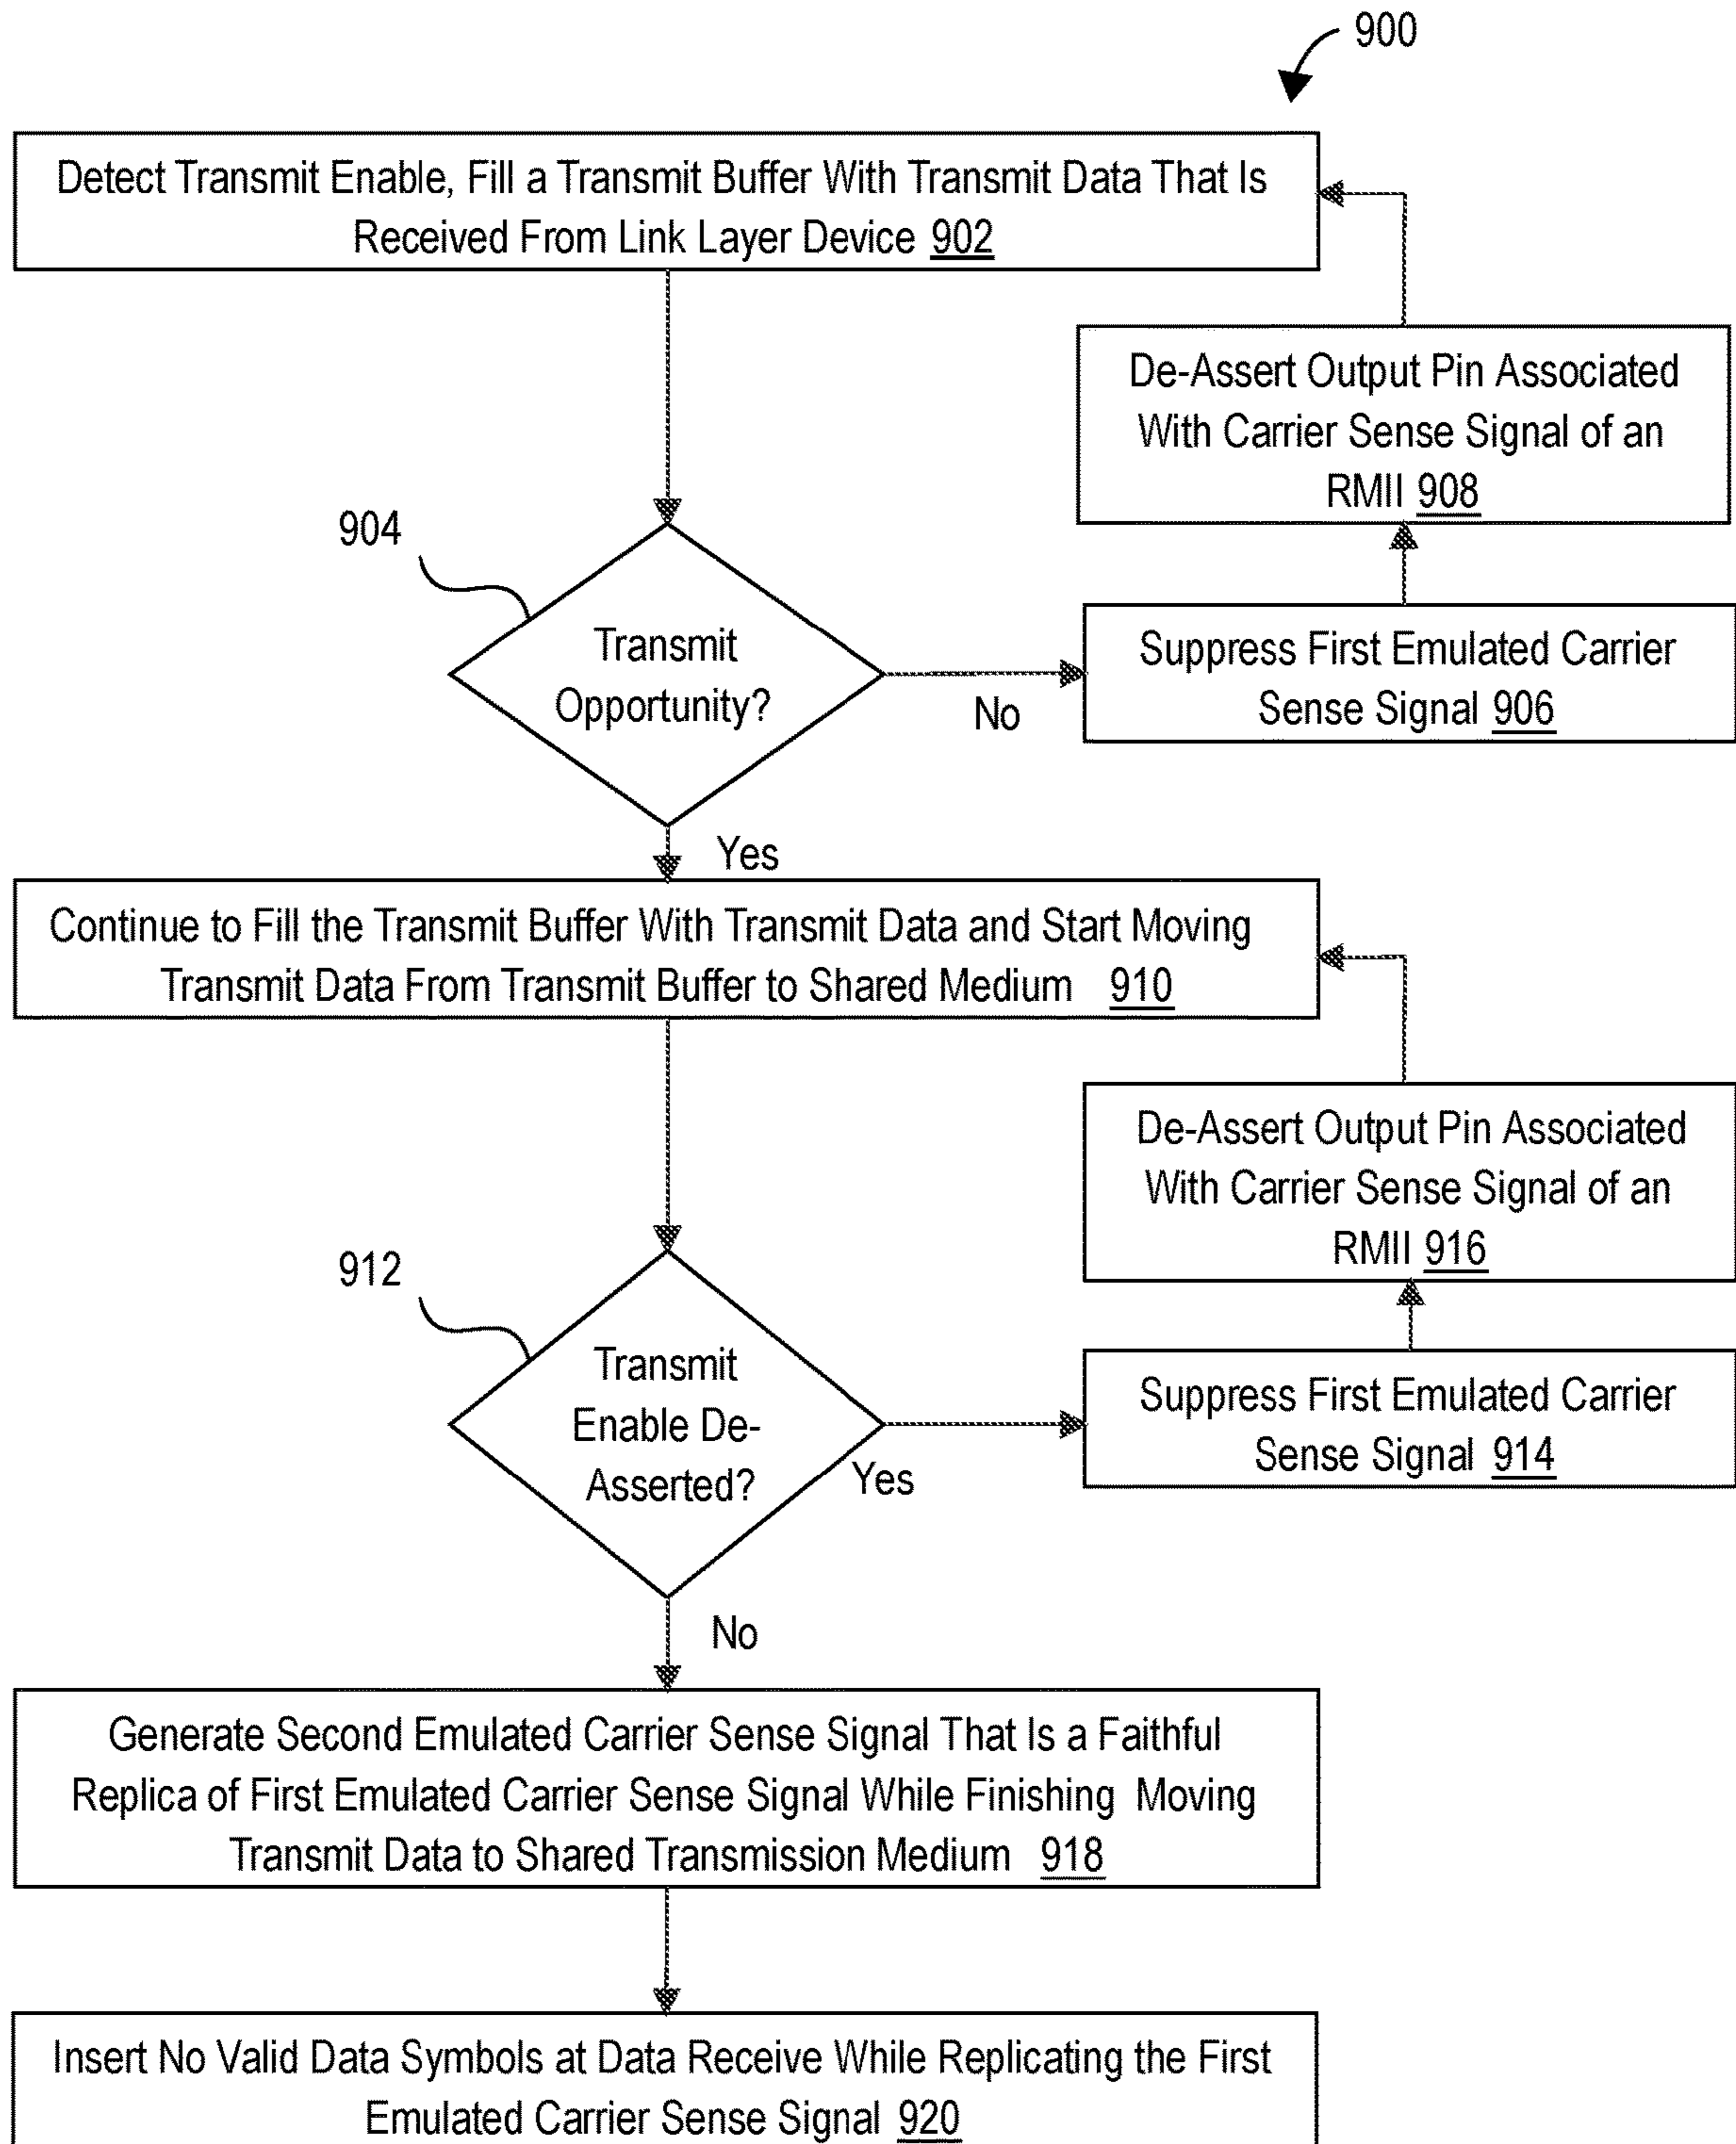 900
Detect Transmit Enable, Fill a Transmit Buffer With Transmit Data That Is
Received From Link Layer Device 902
De-Assert Output Pin Associated
With Carrier Sense Signal of an
RMII 908
904
Transmit
Opportunity?
No
Suppress First Emulated Carrier
Sense Signal 906
Yes
Continue to Fill the Transmit Buffer With Transmit Data and Start Moving
Transmit Data From Transmit Buffer to Shared Medium 910
De-Assert Output Pin Associated
With Carrier Sense Signal of an
RMII 916
912
Transmit
Enable De-
Asserted?
Yes
Suppress First Emulated Carrier
Sense Signal 914
No
Generate Second Emulated Carrier Sense Signal That Is a Faithful
Replica of First Emulated Carrier Sense Signal While Finishing Moving
Transmit Data to Shared Transmission Medium 918
Insert No Valid Data Symbols at Data Receive While Replicating the First
Emulated Carrier Sense Signal 920